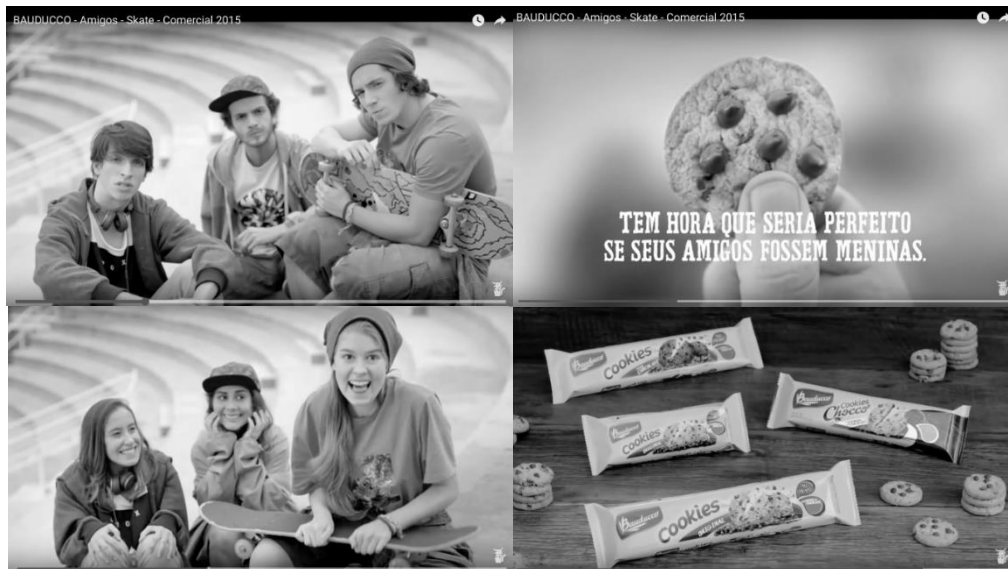 BAUDUCCO - Amigos - Skate - Comercial 2015
BAUDUCCO - Amigos - Skate - Comercial 2015
TEM HORA QUE SERIA PERFEITO
SE SEUS AMIGOS FOSSEM MENINAS.
Bauducco
Cookies
Bauducco
Cookies
Chocco
Bauducco
Cookies
Bauducco
Cookies
ORIGINAL